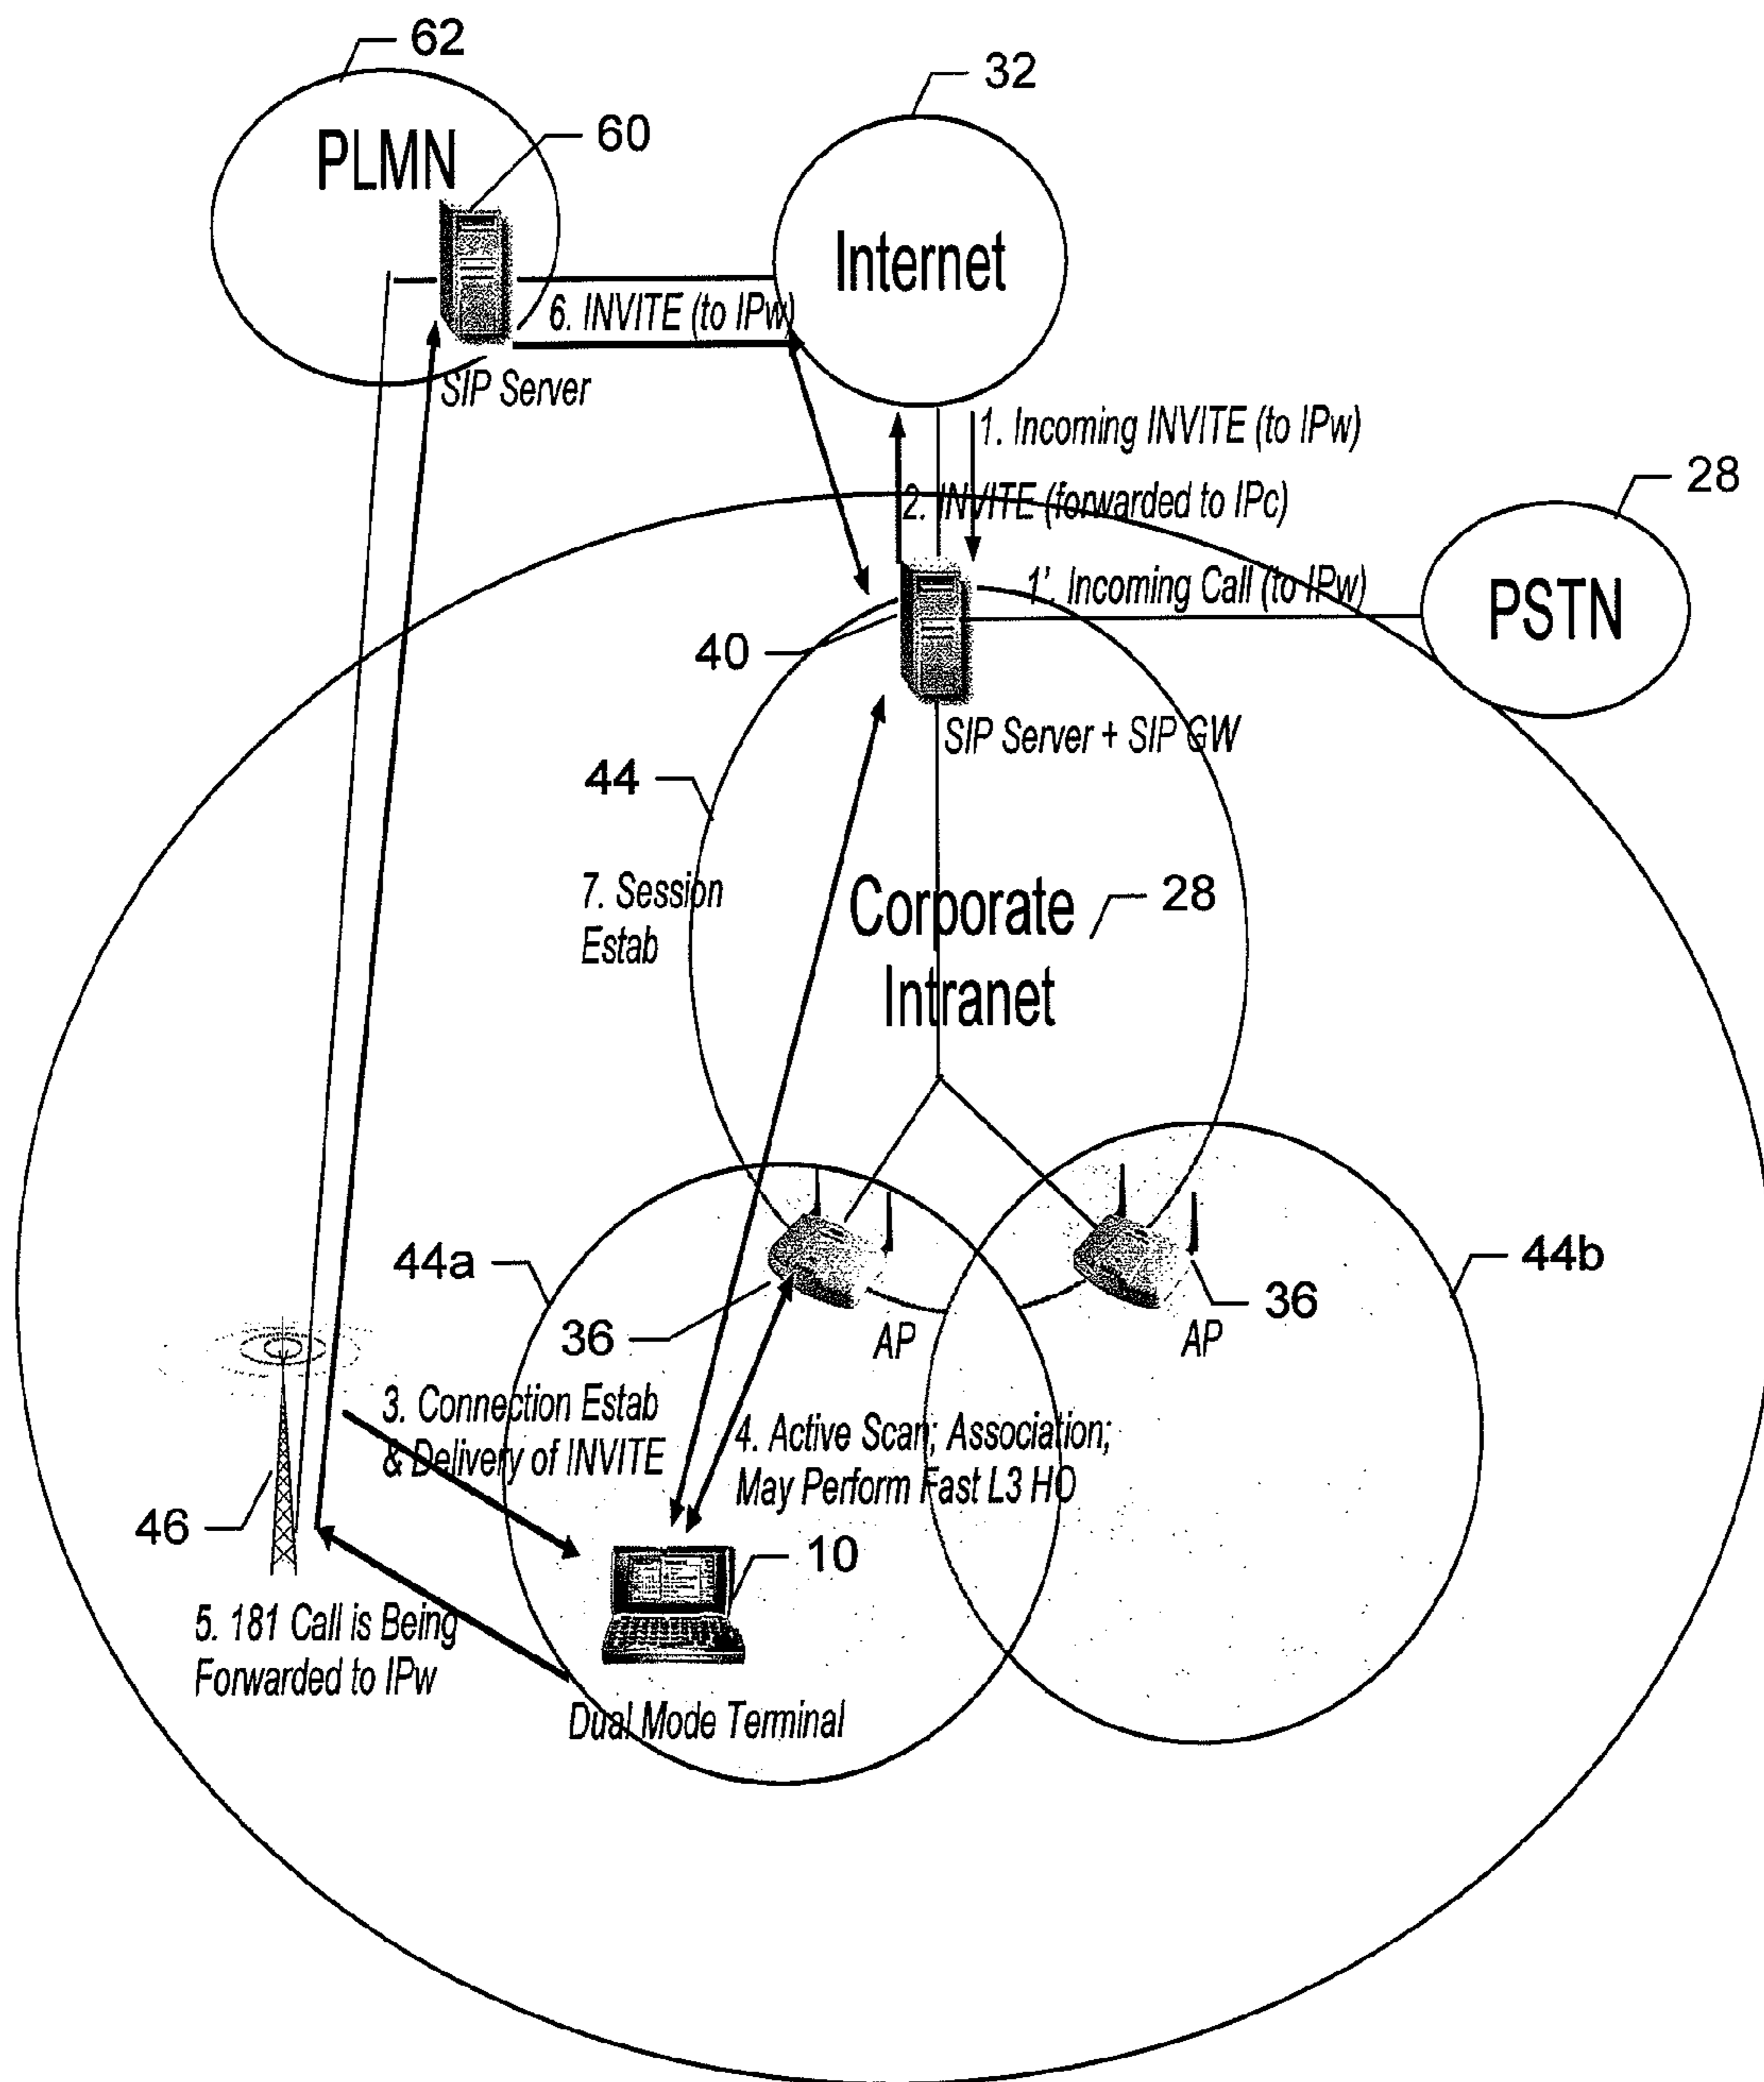 62
32
PLMN
60
Internet
6. INVITE (to IPw)
SIP Server
1. Incoming INVITE (to IPw)
28
2. INVITE (forwarded to IPc)
PSTN
1'. Incoming Call (to IPw)
40
SIP Server + SIP GW
44
7. Session
Estab
Corporate
Intranet
28
44a
44b
36
AP
36
AP
3. Connection Estab
& Delivery of INVITE
4. Active Scan; Association;
May Perform Fast L3 HO
46
10
5. 181 Call is Being
Forwarded to IPw
Dual Mode Terminal